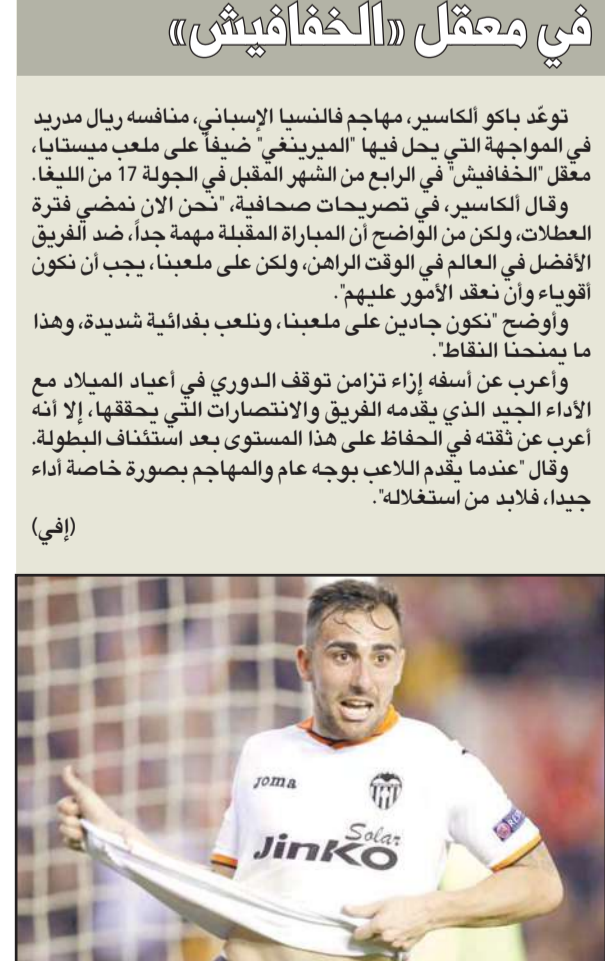 في معقل «الخفافيش»
توعّد باكو ألكاسير، مهاجم فالنسيا الإسباني، منافسه ريال مدريد
في المواجهة التي يحل فيها "الميرينغي" ضيفاً على ملعب ميستايا،
معقل "الخفافيش" في الرابع من الشهر المقبل في الجولة 17 من الليغا.
وقال ألكاسير، في تصريحات صحافية، "نحن الان نمضي فترة
العطلات، ولكن من الواضح أن المباراة المقبلة مهمة جداً، ضد الفريق
الأفضل في العالم في الوقت الراهن، ولكن على ملعبنا، يجب أن نكون
أقوياء وأن نعقد الأمور عليهم".
وأوضح "نكون جادين على ملعبنا، ونلعب بفدائية شديدة، وهذا
ما يمنحنا النقاط".
وأعرب عن أسفه إزاء تزامن توقف الدوري في أعياد الميلاد مع
الأداء الجيد الذي يقدمه الفريق والانتصارات التي يحققها، إلا أنه
أعرب عن ثقته في الحفاظ على هذا المستوى بعد استئناف البطولة.
وقال "عندما يقدم اللاعب بوجه عام والمهاجم بصورة خاصة أداء
جيدا، فلابد من استغلاله".
(إفي)
Joma
Solar
JinKO